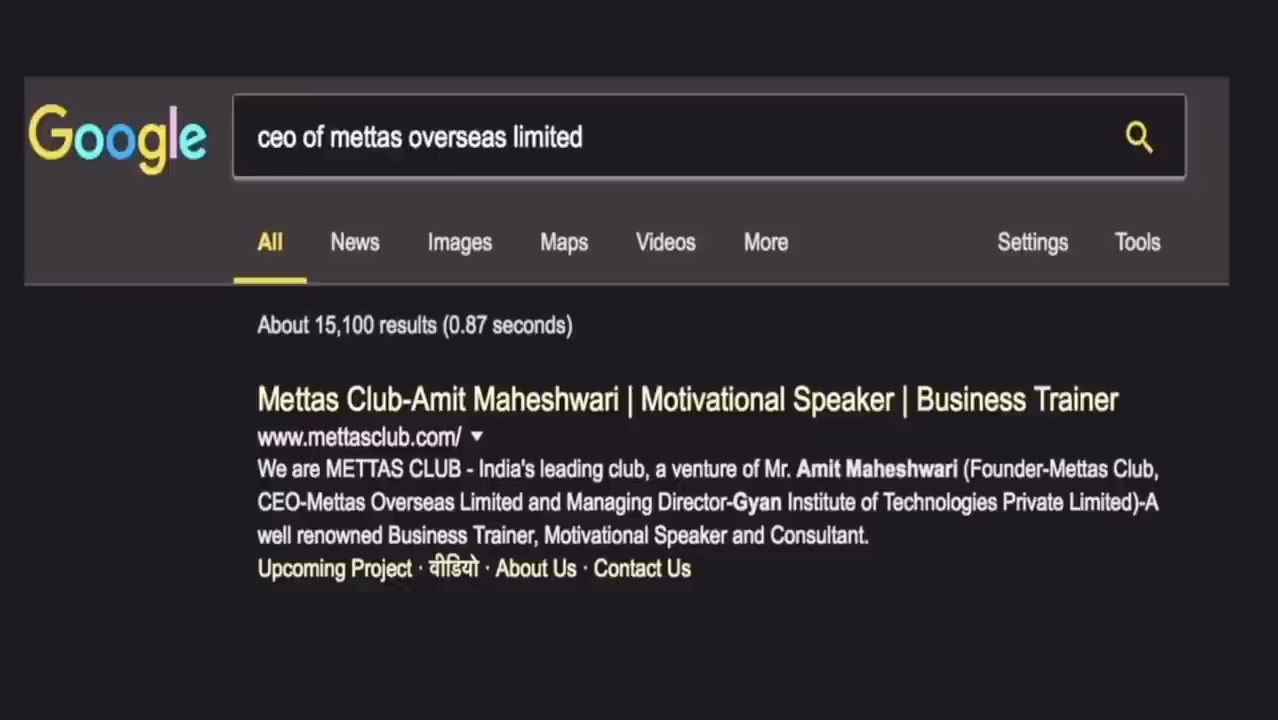 Google
ceo of mettas overseas limited
All News Images Maps Videos More Settings Tools
About 15,100 results (0.87 seconds)
Mettas Club-Amit Maheshwari | Motivational Speaker | Business Trainer
www.mettasclub.com/
We are METTAS CLUB - India's leading club, a venture of Mr. Amit Maheshwari (Founder-Mettas Club,
CEO-Mettas Overseas Limited and Managing Director-Gyan Institute of Technologies Private Limited)-A
well renowned Business Trainer, Motivational Speaker and Consultant.
Upcoming Project · वीडियो · About Us · Contact Us